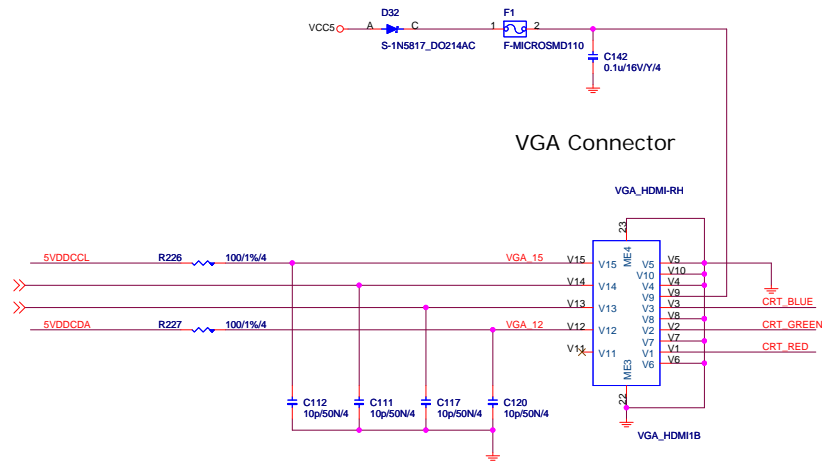 D32
F1
VCC5
A
C
1
2
S-1N5817_DO214AC
F-MICROSMD110
C142
0.1u/16V/Y/4
VGA Connector
VGA_HDMI-RH
23
ME4
5VDDCCL
R226
100/1%/4
VGA_15
V15
V15
V5
V5
V10
V10
V14
V14
V4
V4
V9
V9
V13
V13
V3
V3
CRT_BLUE
V8
V8
5VDDCDA
R227
100/1%/4
VGA_12
V12
V12
V2
V2
CRT_GREEN
V7
V7
V11
V11
V1
V1
CRT_RED
V6
V6
ME3
22
C112
10p/50N/4
C111
10p/50N/4
C117
10p/50N/4
C120
10p/50N/4
VGA_HDMI1B